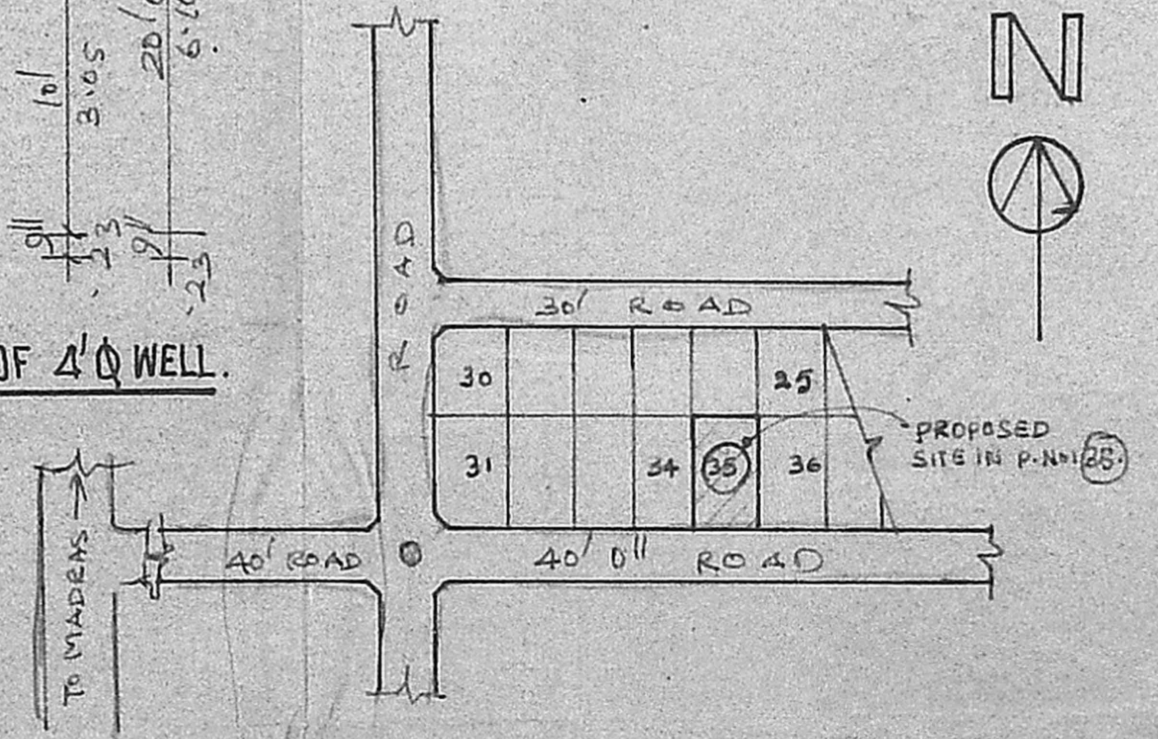 10'
3.05
9"
23
9"
23
OF 4'Φ WELL.
N
ROAD
30' ROAD
30
25
31
34
35
36
PROPOSED
SITE IN P.No: 35.
40' ROAD
40' 0" ROAD
TO MADRAS →